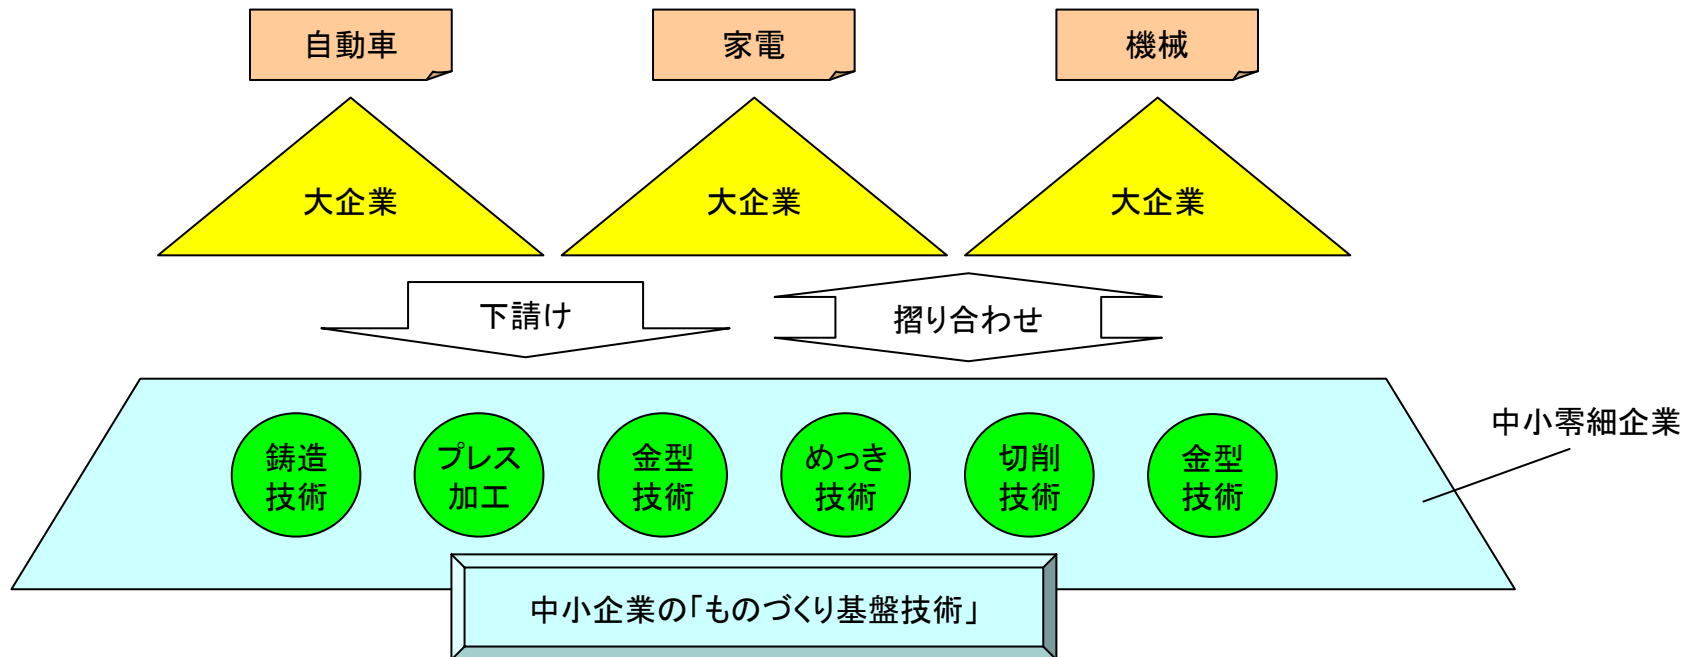 自動車
家電
機械
大企業
大企業
大企業
下請け
摺り合わせ
中小零細企業
鋳造
技術
プレス
加工
金型
技術
めっき
技術
切削
技術
金型
技術
中小企業の「ものづくり基盤技術」